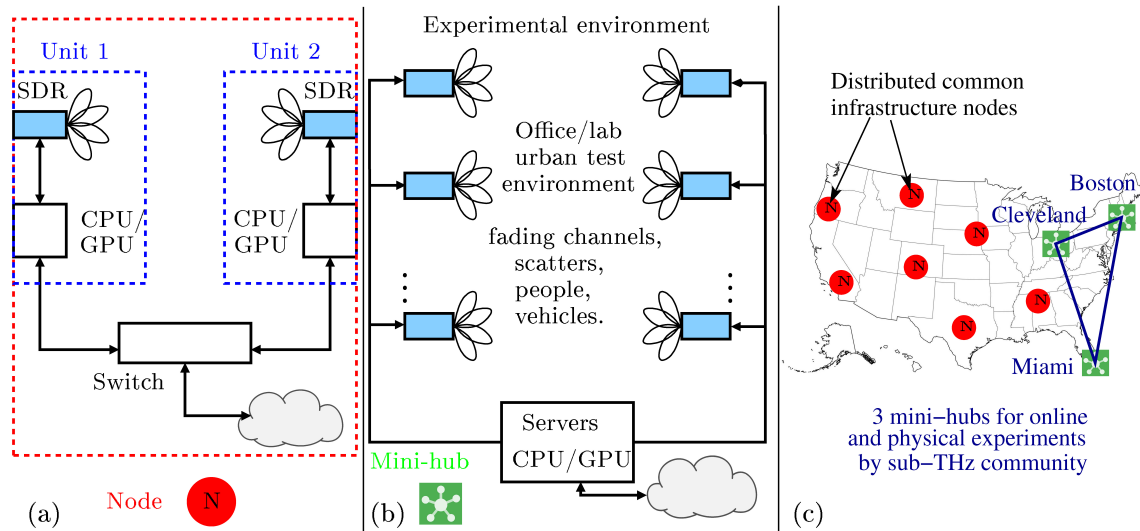 Unit 1
Unit 2
SDR
SDR
CPU/
GPU
CPU/
GPU
Switch
(a)
Node
N
Experimental environment
Office/lab
urban test
environment
fading channels,
scatters,
people,
vehicles.
Servers
CPU/GPU
Mini-hub
(b)
Distributed common
infrastructure nodes
N
N
N
N
N
N
N
Boston
Cleveland
Miami
3 mini−hubs for online
and physical experiments
by sub−THz community
(c)